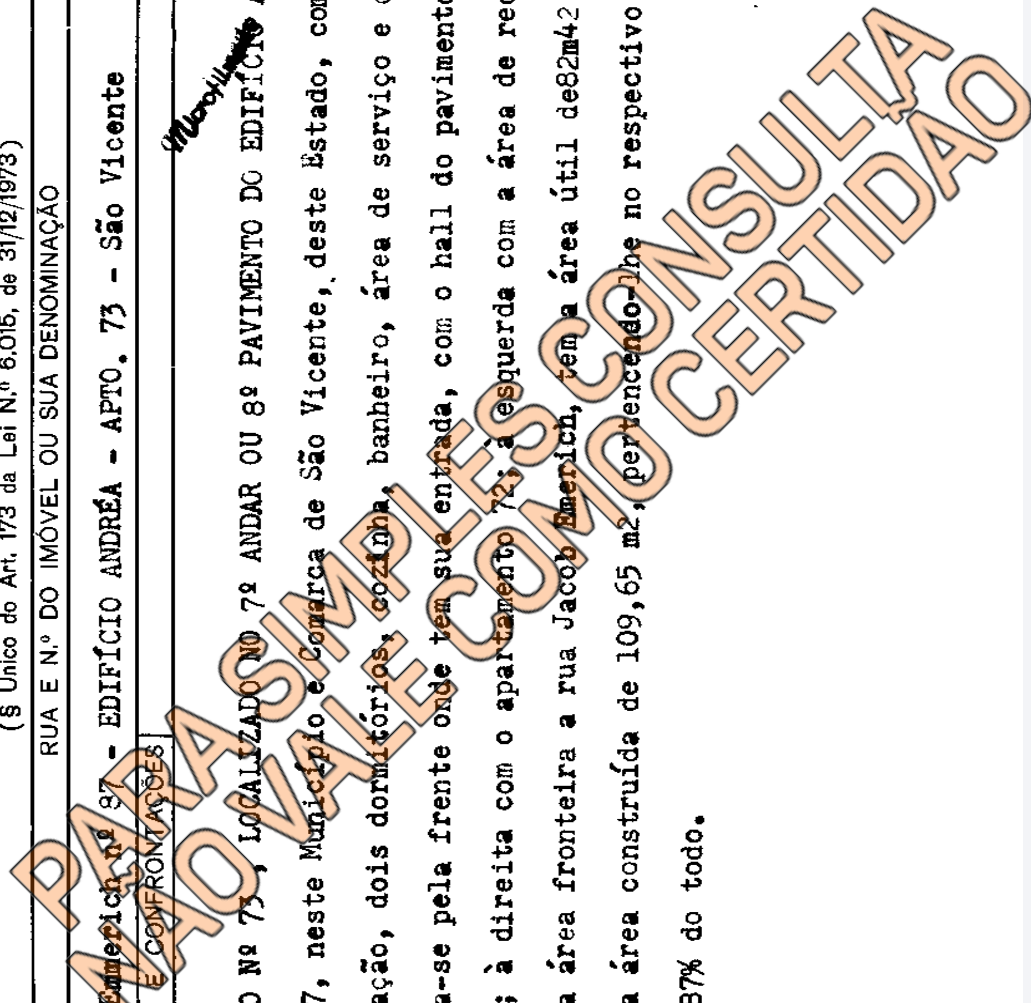 (§ Único do Art. 173 da Lei N.º 6.015, de 31/12/1973)
RUA E N.º DO IMÓVEL OU SUA DENOMINAÇÃO
Emmerich nº 87 - EDIFÍCIO ANDRÉA - APTO. 73 - São Vicente
E CONFRONTAÇÕES
O Nº 73, LOCALIZADO NO 7º ANDAR OU 8º PAVIMENTO DO EDIFÍCIO
7, neste Município e Comarca de São Vicente, deste Estado, com
ação, dois dormitórios, cozinha, banheiro, área de serviço e
a-se pela frente onde tem sua entrada, com o hall do pavimento
; à direita com o apartamento 72; à esquerda com a área de rec
a área fronteira a rua Jacob Emerich, tem a área útil de82m42
a área construída de 109,65 m2, pertencendo-lhe no respectivo
87% do todo.
PARA SIMPLES CONSULTA
NÃO VALE COMO CERTIDÃO